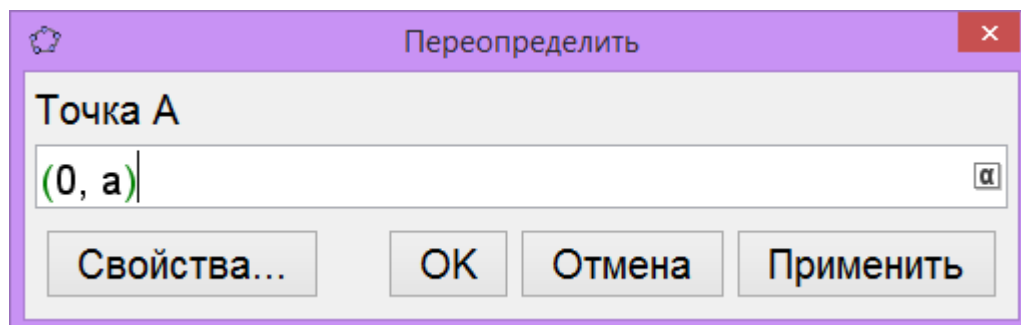 Переопределить
Точка A
(0, a)
α
Свойства... OK Отмена Применить